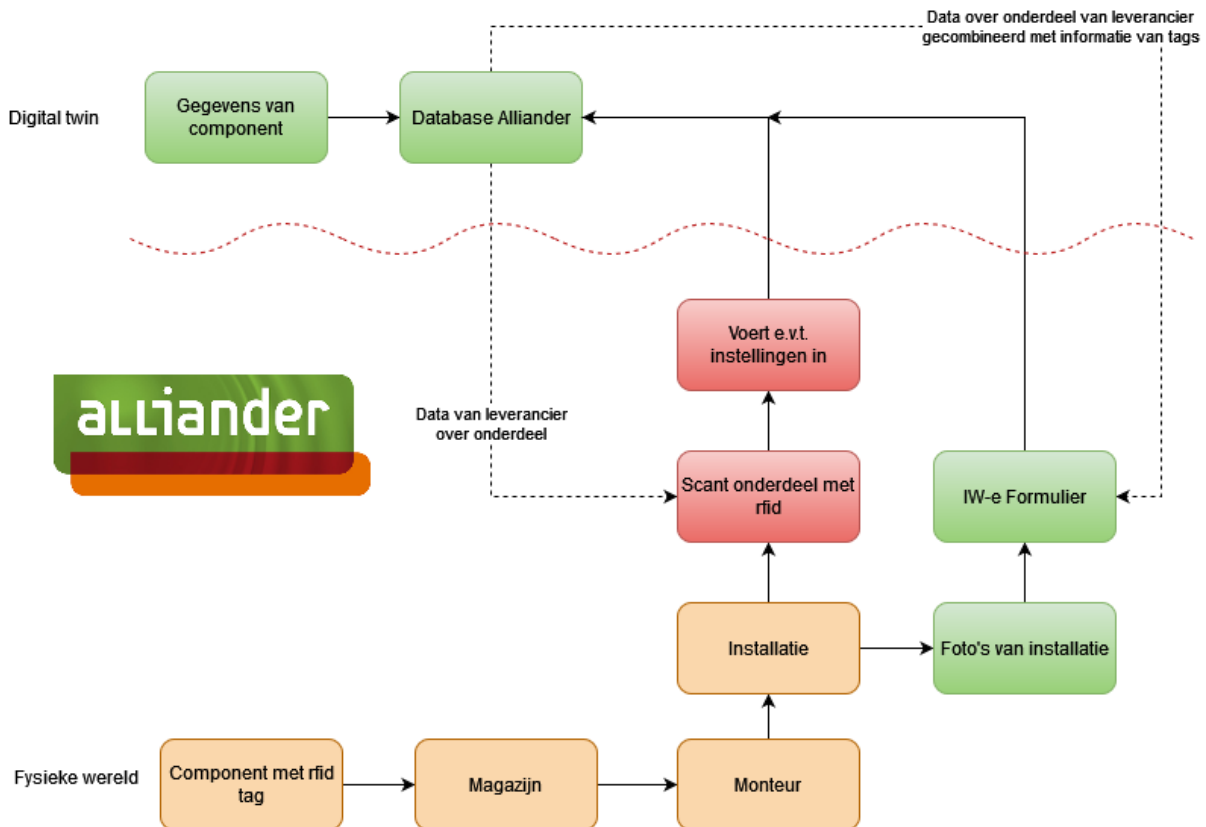 Data over onderdeel van leverancier
gecombineerd met informatie van tags
Digital twin
Gegevens van
component
Database Alliander
Voert e.v.t.
instellingen in
alliander
Data van leverancier
over onderdeel
Scant onderdeel met
rfid
IW-e Formulier
Installatie
Foto's van installatie
Fysieke wereld
Component met rfid
tag
Magazijn
Monteur